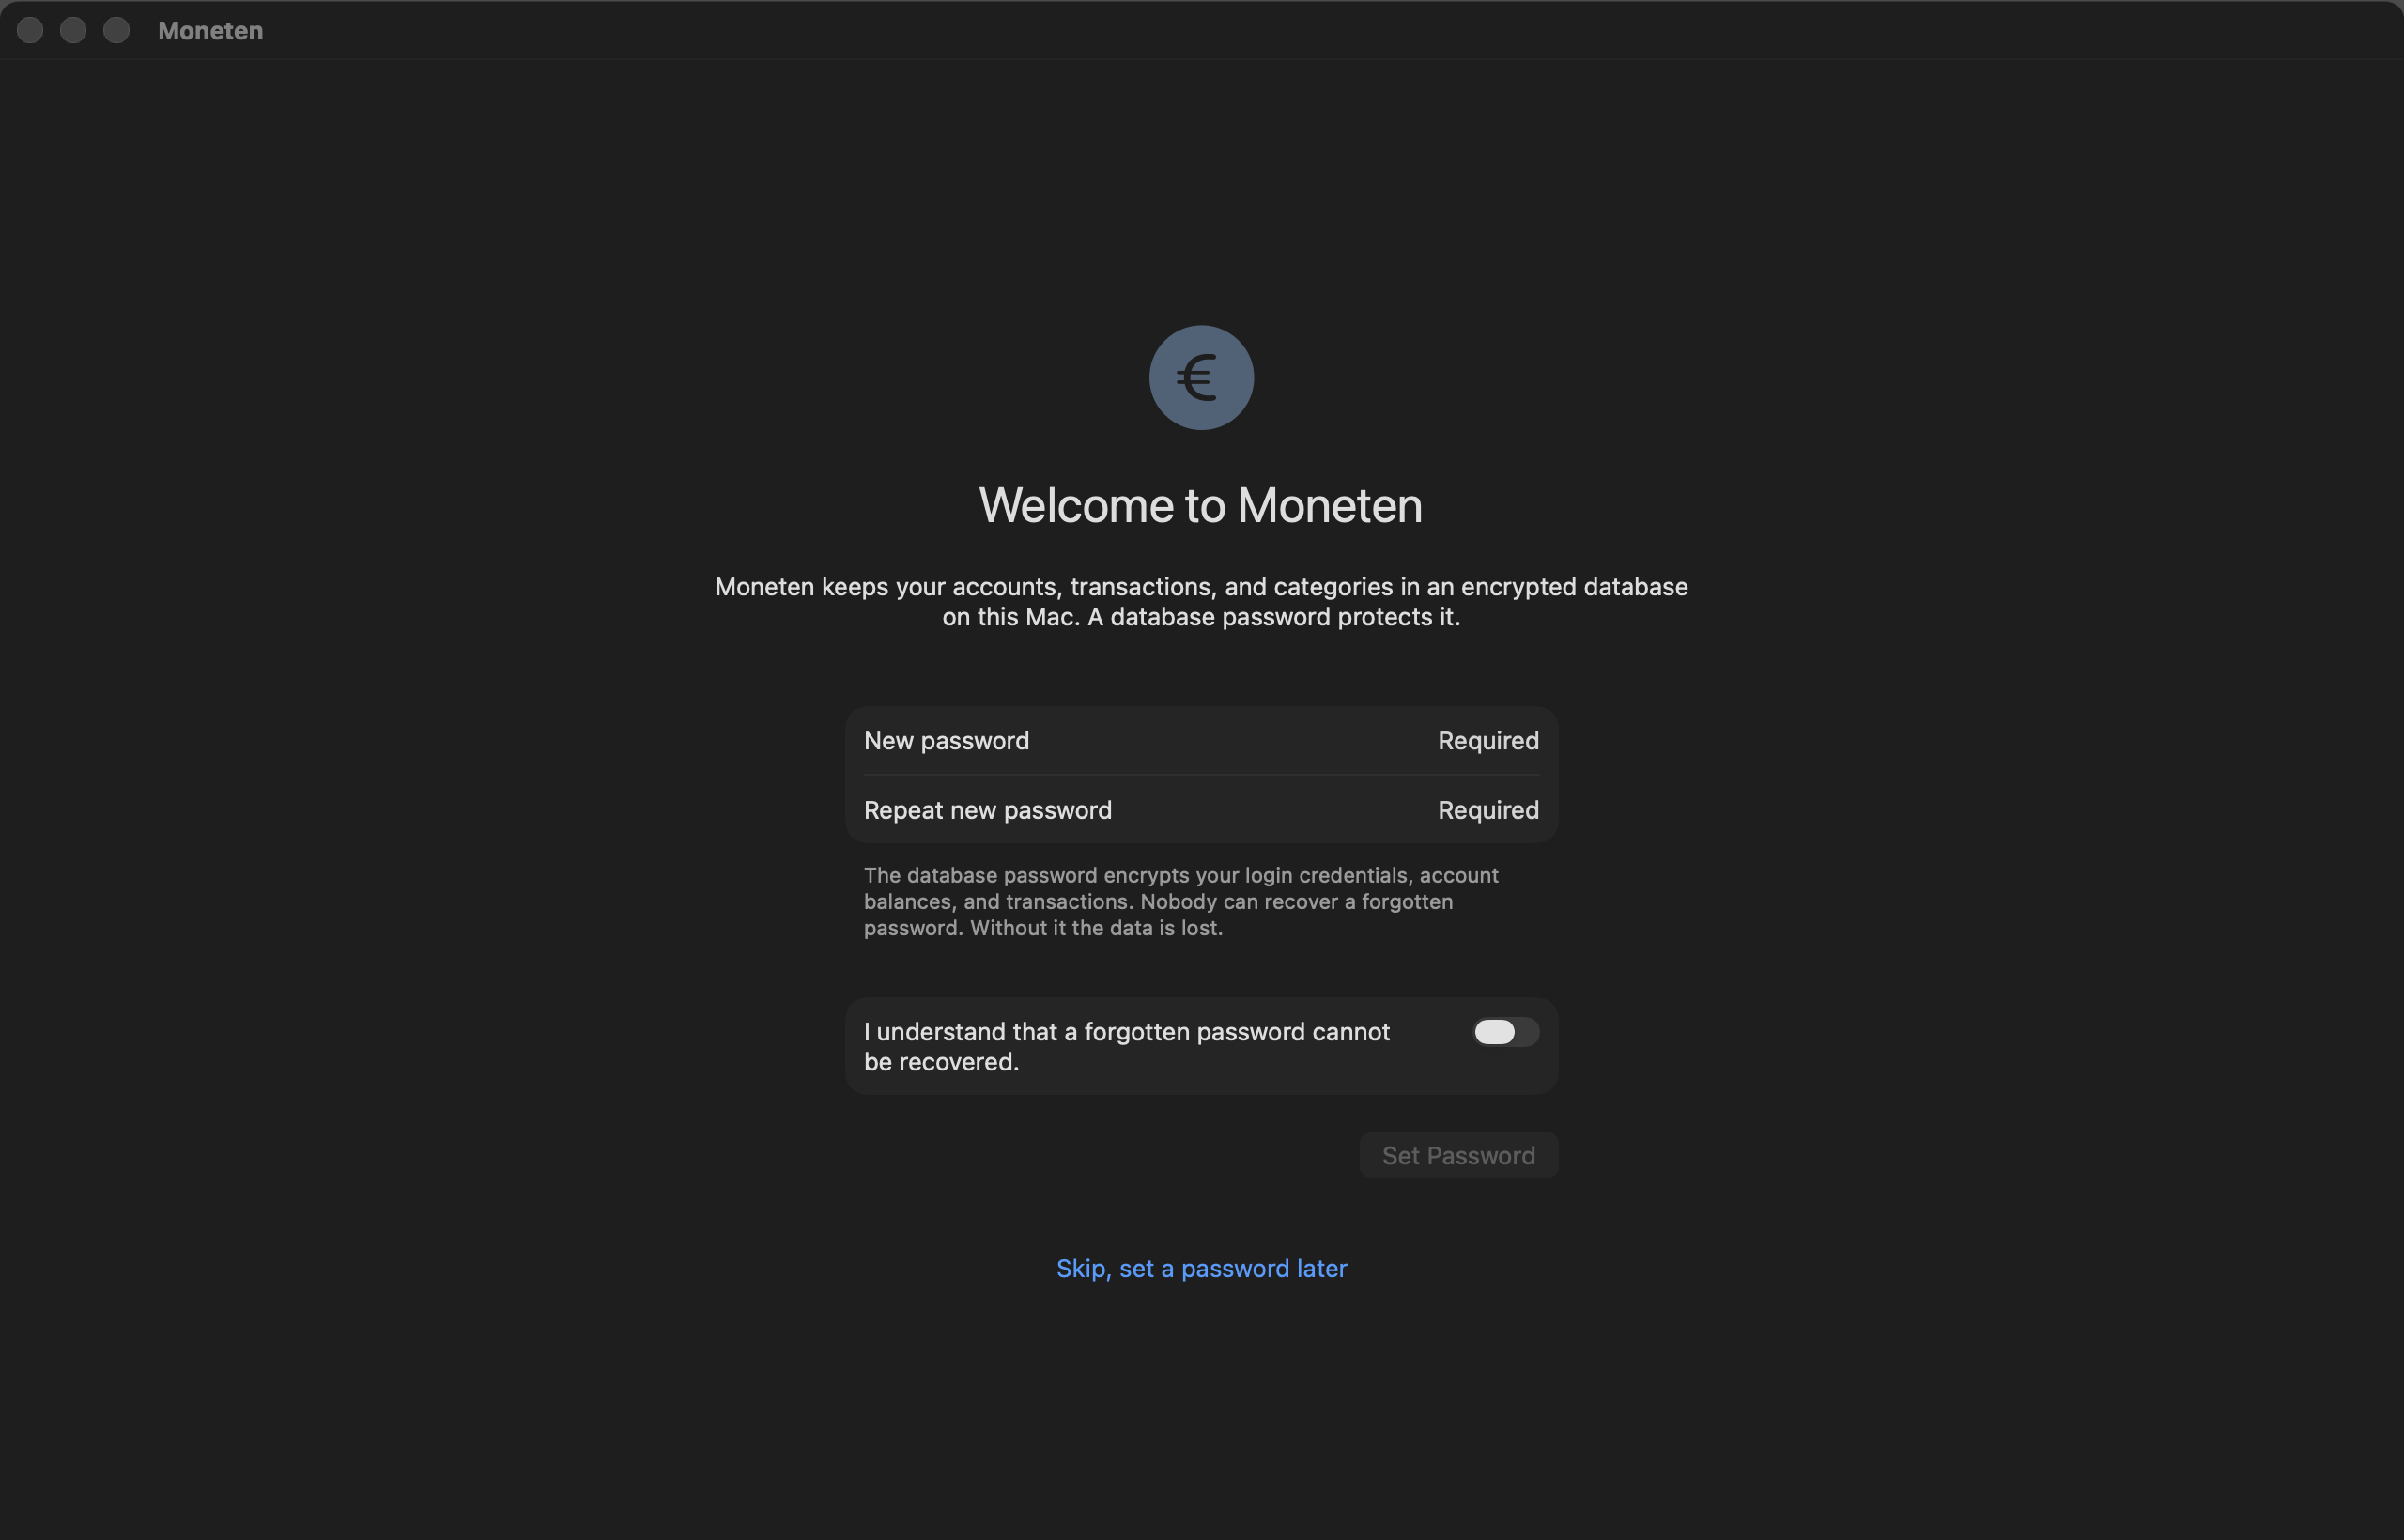 Moneten
€
Welcome to Moneten
Moneten keeps your accounts, transactions, and categories in an encrypted database
on this Mac. A database password protects it.
New password Required
Repeat new password Required
The database password encrypts your login credentials, account
balances, and transactions. Nobody can recover a forgotten
password. Without it the data is lost.
I understand that a forgotten password cannot
be recovered.
Set Password
Skip, set a password later